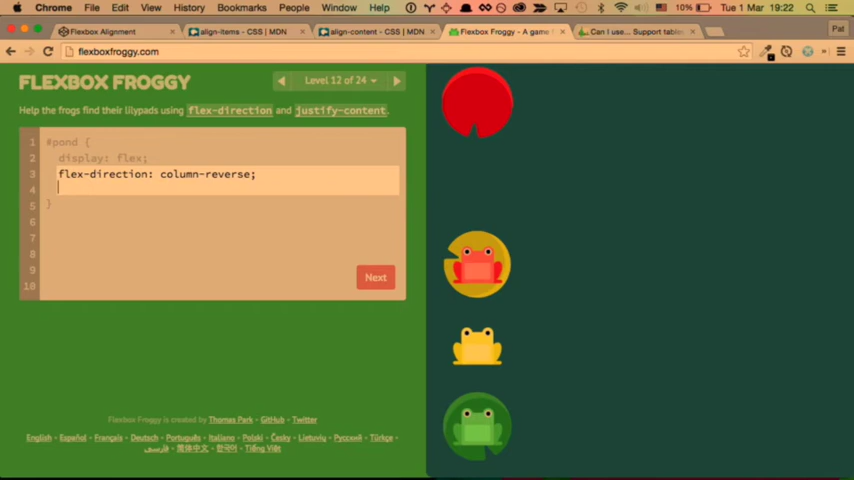 Chrome File Edit View History Bookmarks People Window Help 10% Tue 1 Mar 19:22
Flexbox Alignment align-items | MDN align-content - CSS | MDN Flexbox Froggy - A game Can I use... Support tables Pat
flexboxfroggy.com
FLEXBOX FROGGY Level 12 of 24
Help the frogs find their lilypads using flex-direction and justify-content.
1 #pond {
2 display: flex;
3 flex-direction: column-reverse;
4
5 }
6
7
8
9
10
Next
Flexbox Froggy is created by Thomas Park • GitHub • Twitter
English • Español • Français • Deutsch • Português • Italiano • Polski • Česky • Lietuvių • Русский • Türkçe •
فارسی • 简体中文 • 한국어 • Tiếng Việt